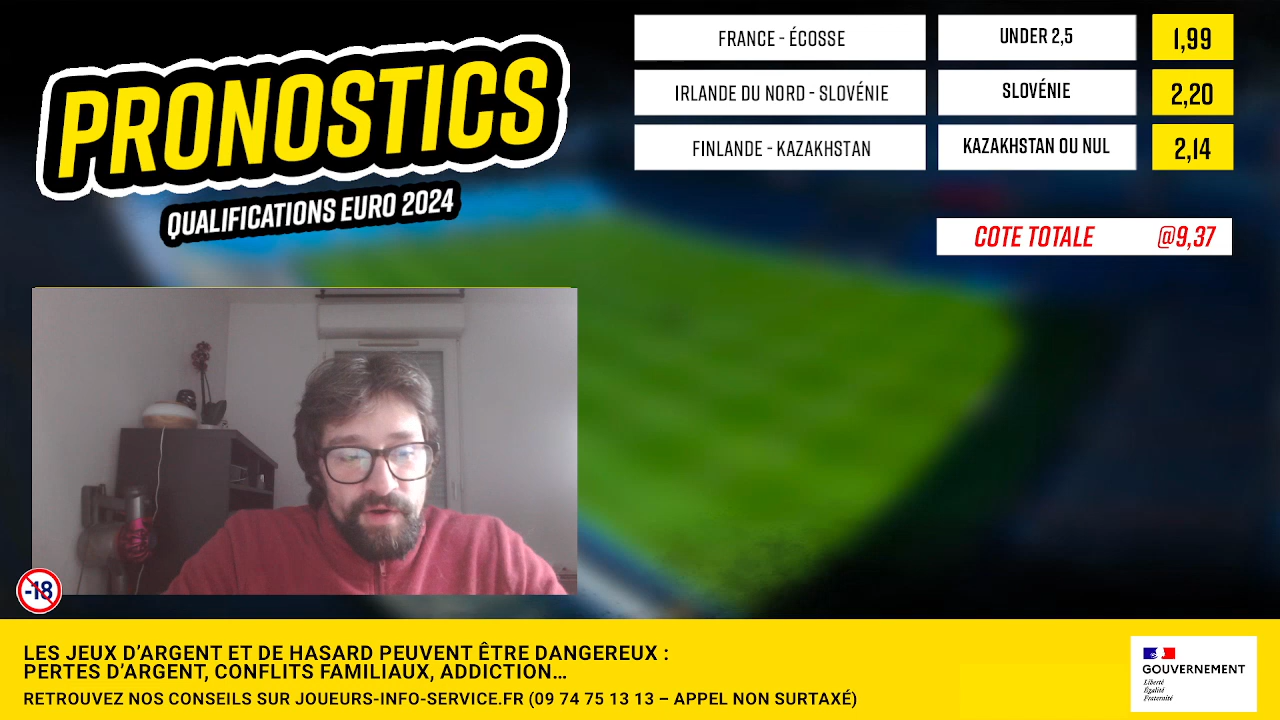 PRONOSTICS
QUALIFICATIONS EURO 2024
FRANCE - ÉCOSSE UNDER 2,5 1,99
IRLANDE DU NORD - SLOVÉNIE SLOVÉNIE 2,20
FINLANDE - KAZAKHSTAN KAZAKHSTAN OU NUL 2,14
COTE TOTALE @9,37
-18
LES JEUX D’ARGENT ET DE HASARD PEUVENT ÊTRE DANGEREUX :
PERTES D’ARGENT, CONFLITS FAMILIAUX, ADDICTION…
RETROUVEZ NOS CONSEILS SUR JOUEURS-INFO-SERVICE.FR (09 74 75 13 13 – APPEL NON SURTAXÉ)
GOUVERNEMENT
Liberté
Égalité
Fraternité